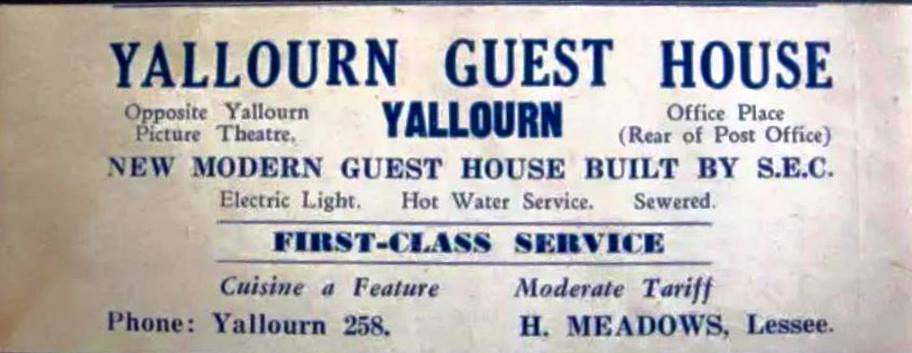 YALLOURN GUEST HOUSE
Opposite Yallourn Picture Theatre.
YALLOURN
Office Place (Rear of Post Office)
NEW MODERN GUEST HOUSE BUILT BY S.E.C.
Electric Light. Hot Water Service. Sewered.
FIRST-CLASS SERVICE
Cuisine a Feature Moderate Tariff
Phone: Yallourn 258. H. MEADOWS, Lessee.